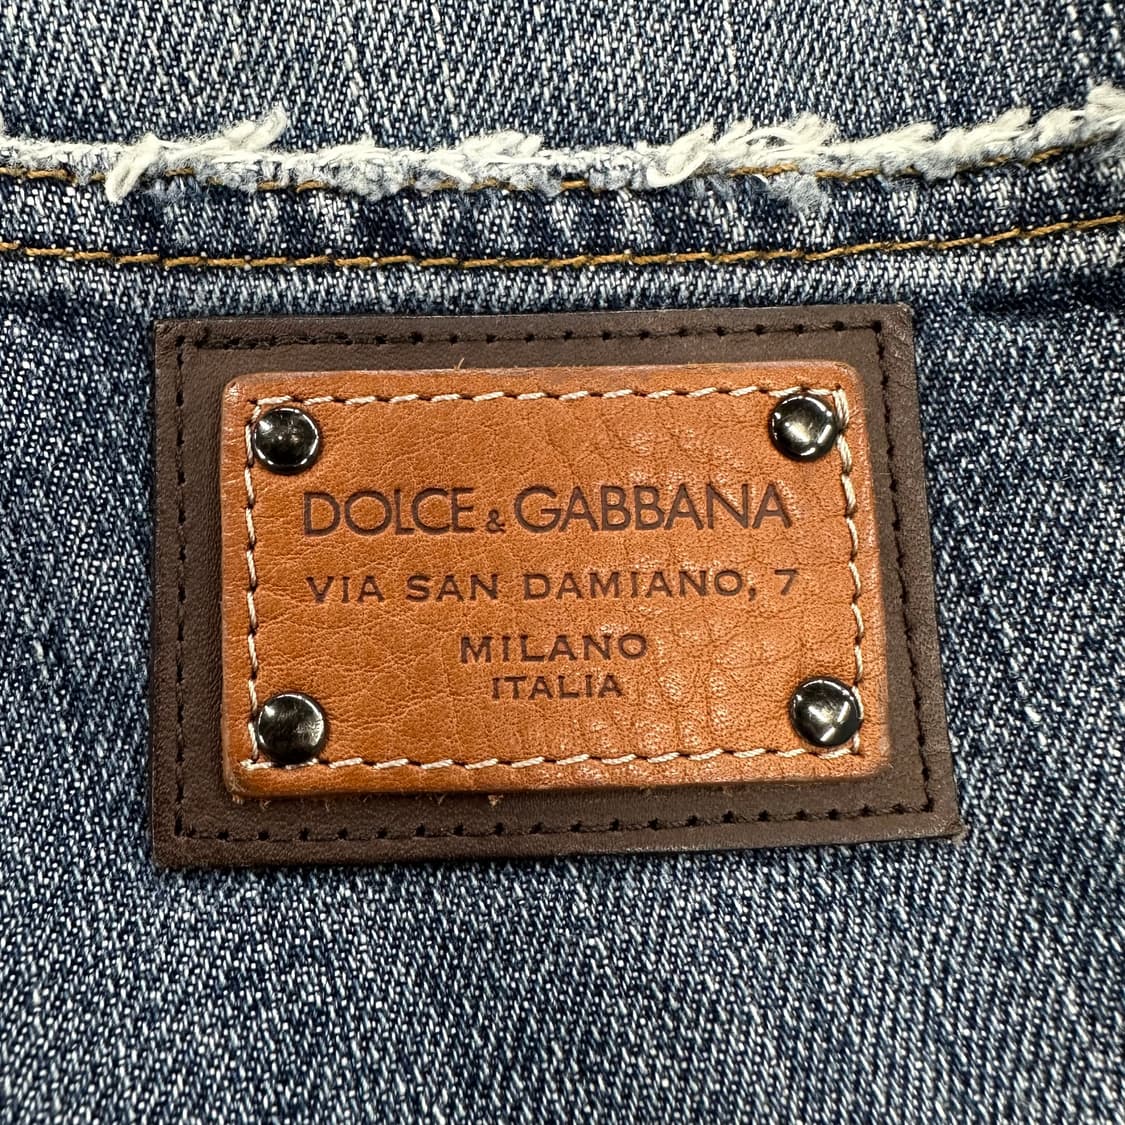 DOLCE & GABBANA
VIA SAN DAMIANO, 7
MILANO
ITALIA